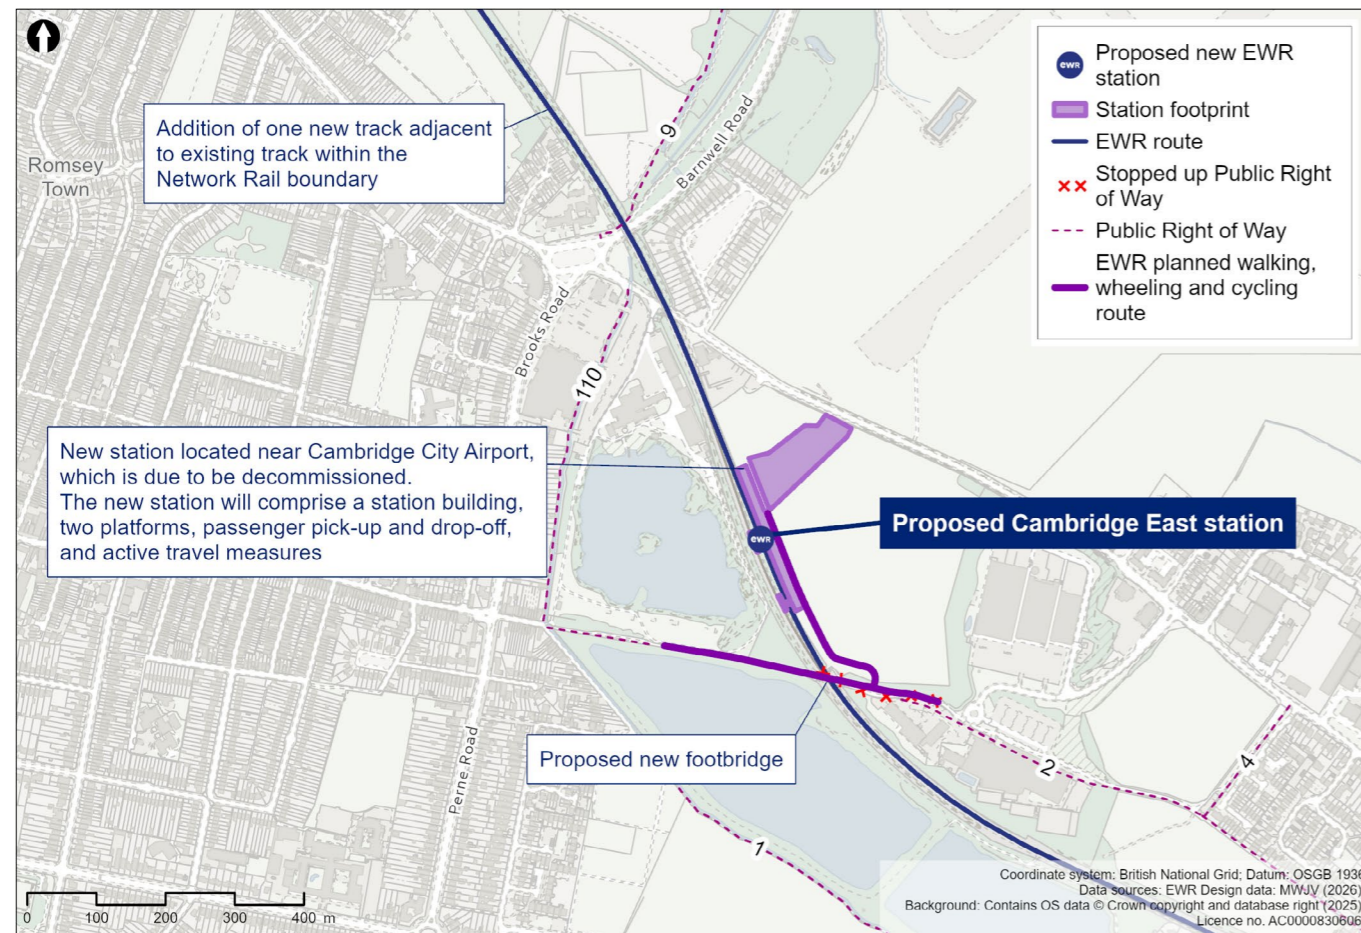 Romsey
Town
Addition of one new track adjacent
to existing track within the
Network Rail boundary
9
Barnwell Road
Brooks Road
110
ewr
Proposed new EWR
station
Station footprint
EWR route
Stopped up Public Right
of Way
Public Right of Way
EWR planned walking,
wheeling and cycling
route
New station located near Cambridge City Airport,
which is due to be decommissioned.
The new station will comprise a station building,
two platforms, passenger pick-up and drop-off,
and active travel measures
ewr
Proposed Cambridge East station
Proposed new footbridge
Perne Road
2
4
1
0 100 200 300 400 m
Coordinate system: British National Grid; Datum: OSGB 1936
Data sources: EWR Design data: MWJV (2026)
Background: Contains OS data © Crown copyright and database right (2025)
Licence no. AC0000830606